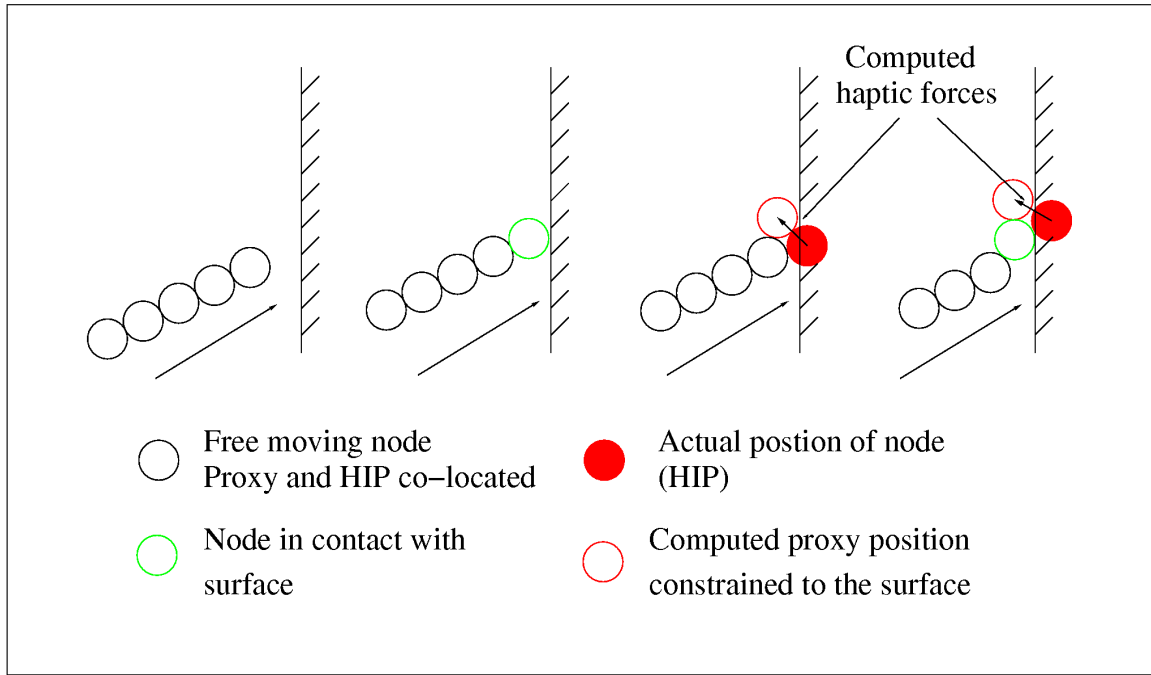 Computed
haptic forces
Free moving node
Proxy and HIP co−located
Actual postion of node
(HIP)
Node in contact with
surface
Computed proxy position
constrained to the surface